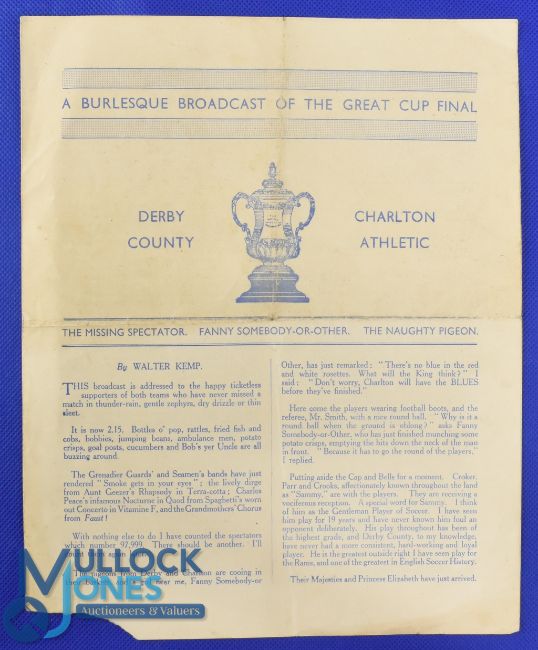 A BURLESQUE BROADCAST OF THE GREAT CUP FINAL
DERBY
COUNTY
CHARLTON
ATHLETIC
THE MISSING SPECTATOR. FANNY SOMEBODY-OR-OTHER. THE NAUGHTY PIGEON.
By WALTER KEMP.
THIS broadcast is addressed to the happy ticketless
supporters of both teams who have never missed a
match in thunder-rain, gentle zephyrs, dry drizzle or thin
sleet.
It is now 2.15. Bottles o' pop, rattles, fried fish and
cobs, bobbies, jumping beans, ambulance men, potato
crisps, goal posts, cucumbers and Bob's yer Uncle are all
buzzing around.
The Grenadier Guards' and Seamen's bands have just
rendered "Smoke gets in your eyes"; the lively dirge
from Aunt Geezer's Rhapsody in Terra-cotta; Charles
Peace's infamous Nocturne in Quod from Spaghetti's worn
out Concerto in Vitamine F, and the Grandmothers' Chorus
from Faust!
With nothing else to do I have counted the spectators
which number 97,999. There should be another. I'll
The pigeons from Derby and are cooing in
their near me, Fanny Somebody-or-
Other, has just remarked: "There's no blue in the red
and white rosettes. What will the King think?" I
said: "Don't worry, Charlton will have the BLUES
before they've finished."
Here come the players wearing football boots, and the
referee, Mr. Smith, with a nice round ball. "Why is it a
round ball when the ground is oblong?" asks Fanny
Somebody-or-Other, who has just finished munching some
potato crisps, emptying the bits down the neck of the man
in front. "Because it has to go round the players,"
I replied.
Putting aside the Cap and Bells for a moment. Croker,
Parr and Crooks, affectionately known throughout the land
as "Sammy," are with the players. They are receiving a
vociferous reception. A special word for Sammy. I think
of him as the Gentleman Player of Soccer. I have seen
him play for 19 years and have never known him foul an
opponent deliberately. His play throughout has been of
the highest grade, and Derby County, to my knowledge,
have never had a more consistent, hard-working and loyal
player. He is the greatest outside right I have seen play for
the Rams, and one of the greatest in English Soccer History.
Their Majesties and Princess Elizabeth have just arrived.
MULLOCK
JONES
Auctioneers & Valuers